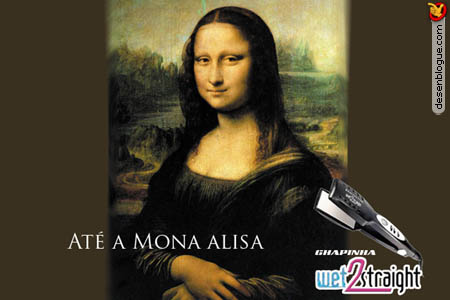 desenblogue.com
Até a Mona alisa
CHAPINHA
wet2straight